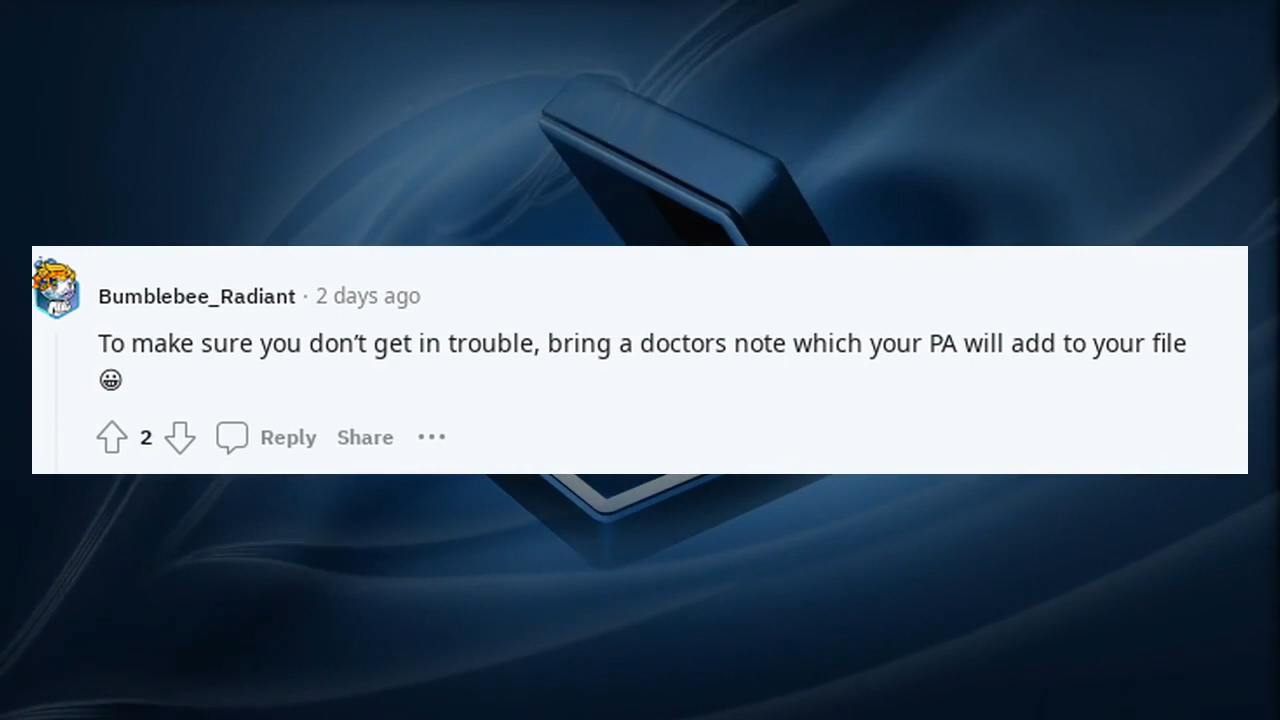 Bumblebee_Radiant · 2 days ago
To make sure you don’t get in trouble, bring a doctors note which your PA will add to your file
😀
2 Reply Share •••